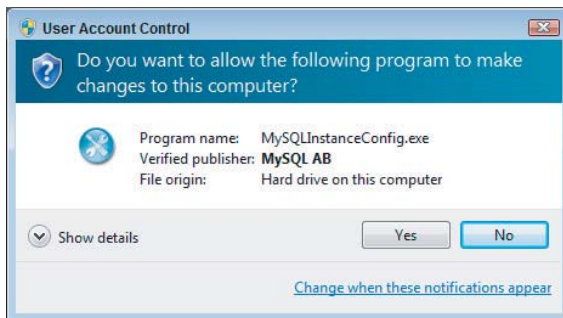 User Account Control
Do you want to allow the following program to make
changes to this computer?
Program name: MySQLInstanceConfig.exe
Verified publisher: MySQL AB
File origin: Hard drive on this computer
Show details
Yes
No
Change when these notifications appear